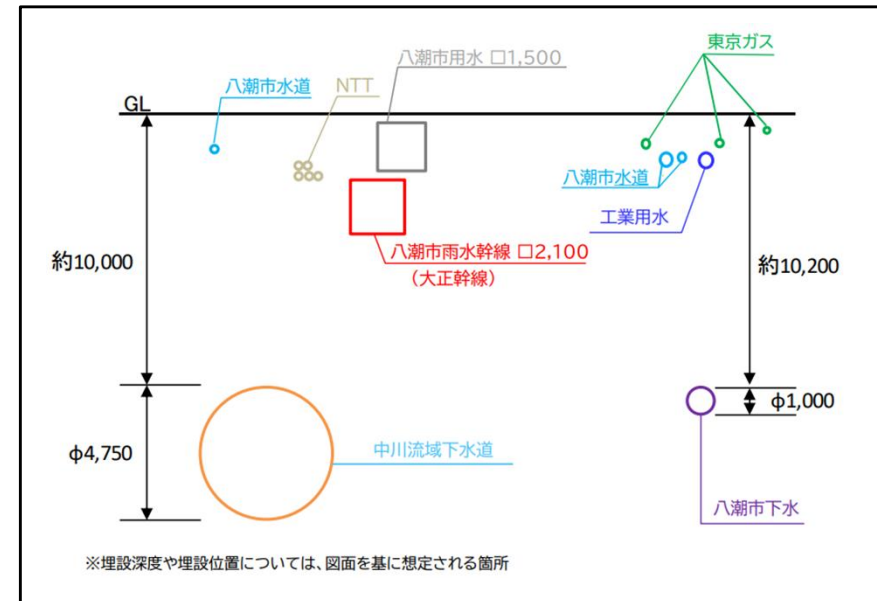 東京ガス
八潮市用水 □1,500
八潮市水道
NTT
GL
八潮市水道
工業用水
八潮市雨水幹線 □2,100
（大正幹線）
約10,000
約10,200
φ1,000
φ4,750
中川流域下水道
八潮市下水
※埋設深度や埋設位置については、図面を基に想定される箇所